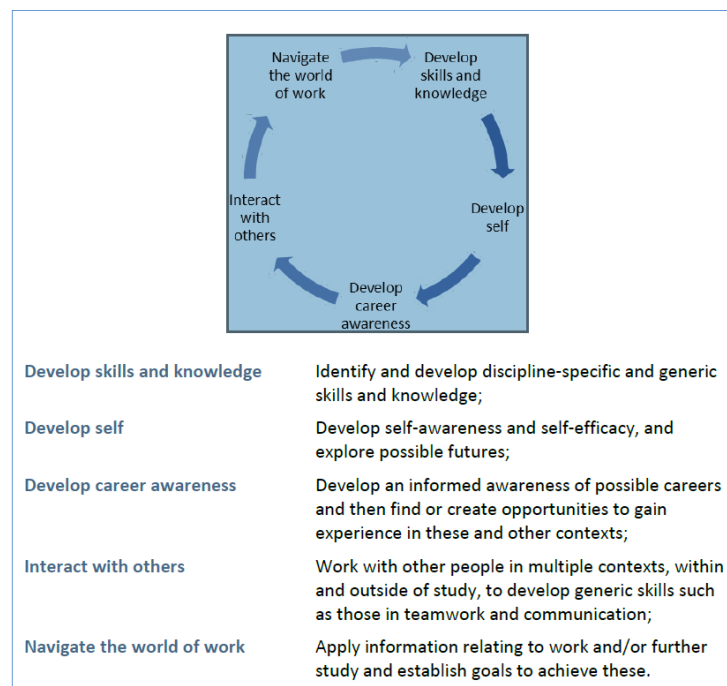 Navigate
the world
of work
Develop
skills and
knowledge
Interact
with
others
Develop
self
Develop
career
awareness
Develop skills and knowledge
Identify and develop discipline-specific and generic
skills and knowledge;
Develop self
Develop self-awareness and self-efficacy, and
explore possible futures;
Develop career awareness
Develop an informed awareness of possible careers
and then find or create opportunities to gain
experience in these and other contexts;
Interact with others
Work with other people in multiple contexts, within
and outside of study, to develop generic skills such
as those in teamwork and communication;
Navigate the world of work
Apply information relating to work and/or further
study and establish goals to achieve these.